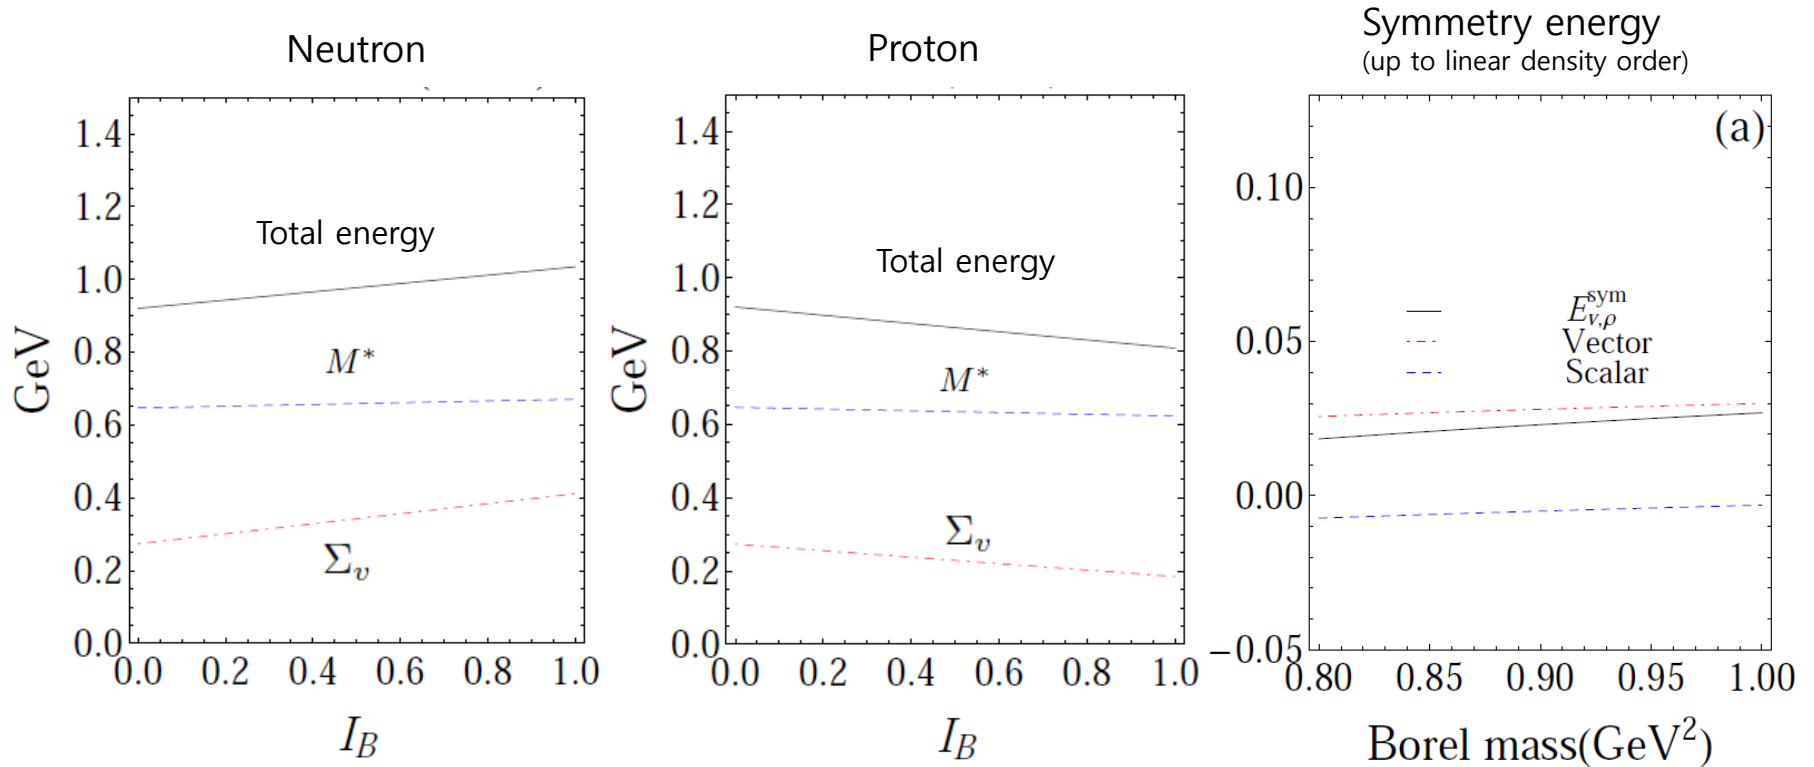 Neutron
1.4
1.2
1.0
0.8
0.6
0.4
0.2
0.0
GeV
Total energy
M*
Σv
0.0 0.2 0.4 0.6 0.8 1.0
I_B
Proton
1.4
1.2
1.0
0.8
0.6
0.4
0.2
0.0
GeV
Total energy
M*
Σv
0.0 0.2 0.4 0.6 0.8 1.0
I_B
Symmetry energy
(up to linear density order)
(a)
0.10
0.05
0.00
−0.05
E^sym_v,ρ
Vector
Scalar
0.80 0.85 0.90 0.95 1.00
Borel mass(GeV²)